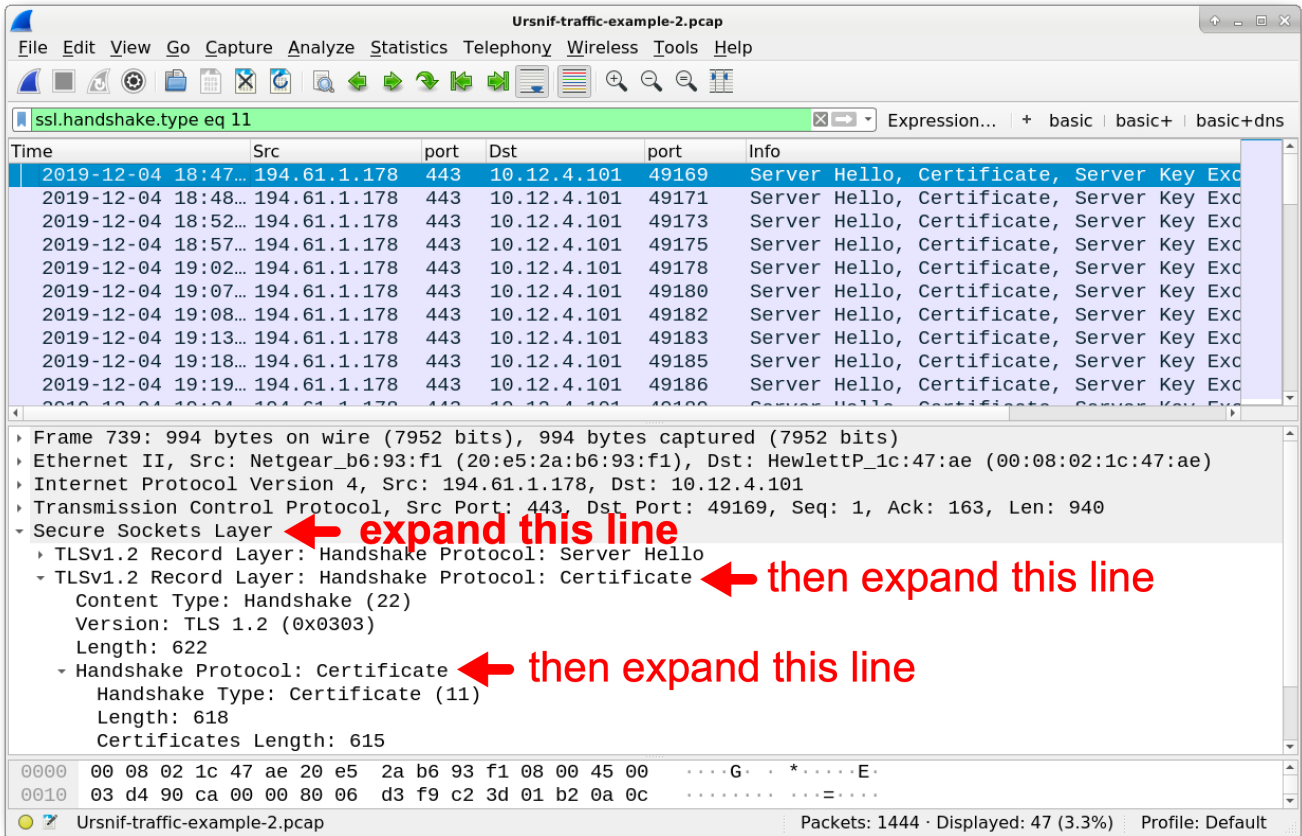 Ursnif-traffic-example-2.pcap
File Edit View Go Capture Analyze Statistics Telephony Wireless Tools Help
ssl.handshake.type eq 11 Expression… + basic basic+ basic+dns
Time Src port Dst port Info
2019-12-04 18:47… 194.61.1.178 443 10.12.4.101 49169 Server Hello, Certificate, Server Key Exc
2019-12-04 18:48… 194.61.1.178 443 10.12.4.101 49171 Server Hello, Certificate, Server Key Exc
2019-12-04 18:52… 194.61.1.178 443 10.12.4.101 49173 Server Hello, Certificate, Server Key Exc
2019-12-04 18:57… 194.61.1.178 443 10.12.4.101 49175 Server Hello, Certificate, Server Key Exc
2019-12-04 19:02… 194.61.1.178 443 10.12.4.101 49178 Server Hello, Certificate, Server Key Exc
2019-12-04 19:07… 194.61.1.178 443 10.12.4.101 49180 Server Hello, Certificate, Server Key Exc
2019-12-04 19:08… 194.61.1.178 443 10.12.4.101 49182 Server Hello, Certificate, Server Key Exc
2019-12-04 19:13… 194.61.1.178 443 10.12.4.101 49183 Server Hello, Certificate, Server Key Exc
2019-12-04 19:18… 194.61.1.178 443 10.12.4.101 49185 Server Hello, Certificate, Server Key Exc
2019-12-04 19:19… 194.61.1.178 443 10.12.4.101 49186 Server Hello, Certificate, Server Key Exc
Frame 739: 994 bytes on wire (7952 bits), 994 bytes captured (7952 bits)
Ethernet II, Src: Netgear_b6:93:f1 (20:e5:2a:b6:93:f1), Dst: HewlettP_1c:47:ae (00:08:02:1c:47:ae)
Internet Protocol Version 4, Src: 194.61.1.178, Dst: 10.12.4.101
Transmission Control Protocol, Src Port: 443, Dst Port: 49169, Seq: 1, Ack: 163, Len: 940
Secure Sockets Layer expand this line
TLSv1.2 Record Layer: Handshake Protocol: Server Hello
TLSv1.2 Record Layer: Handshake Protocol: Certificate then expand this line
Content Type: Handshake (22)
Version: TLS 1.2 (0x0303)
Length: 622
Handshake Protocol: Certificate then expand this line
Handshake Type: Certificate (11)
Length: 618
Certificates Length: 615
0000 00 08 02 1c 47 ae 20 e5 2a b6 93 f1 08 00 45 00 ····G· · *·····E·
0010 03 d4 90 ca 00 00 80 06 d3 f9 c2 3d 01 b2 0a 0c ········ ···=····
Ursnif-traffic-example-2.pcap Packets: 1444 · Displayed: 47 (3.3%) Profile: Default